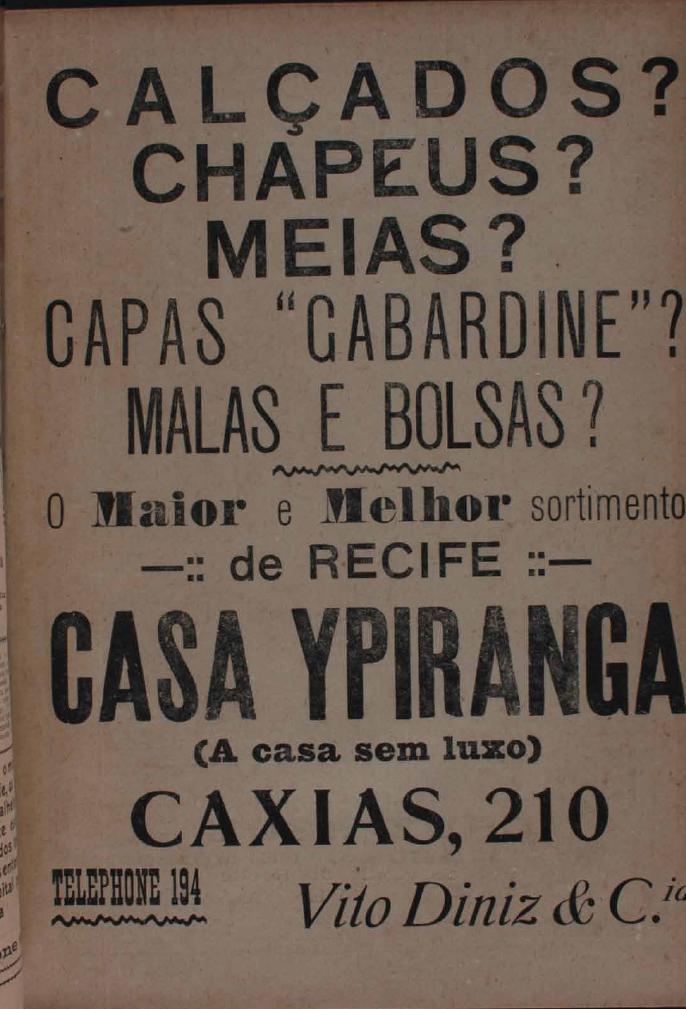 CALÇADOS?
CHAPEUS?
MEIAS?
CAPAS "GABARDINE"?
MALAS E BOLSAS?
O Maior e Melhor sortimento
—:: de RECIFE ::—
CASA YPIRANGA
(A casa sem luxo)
CAXIAS, 210
TELEPHONE 194
Vito Diniz & C.ia